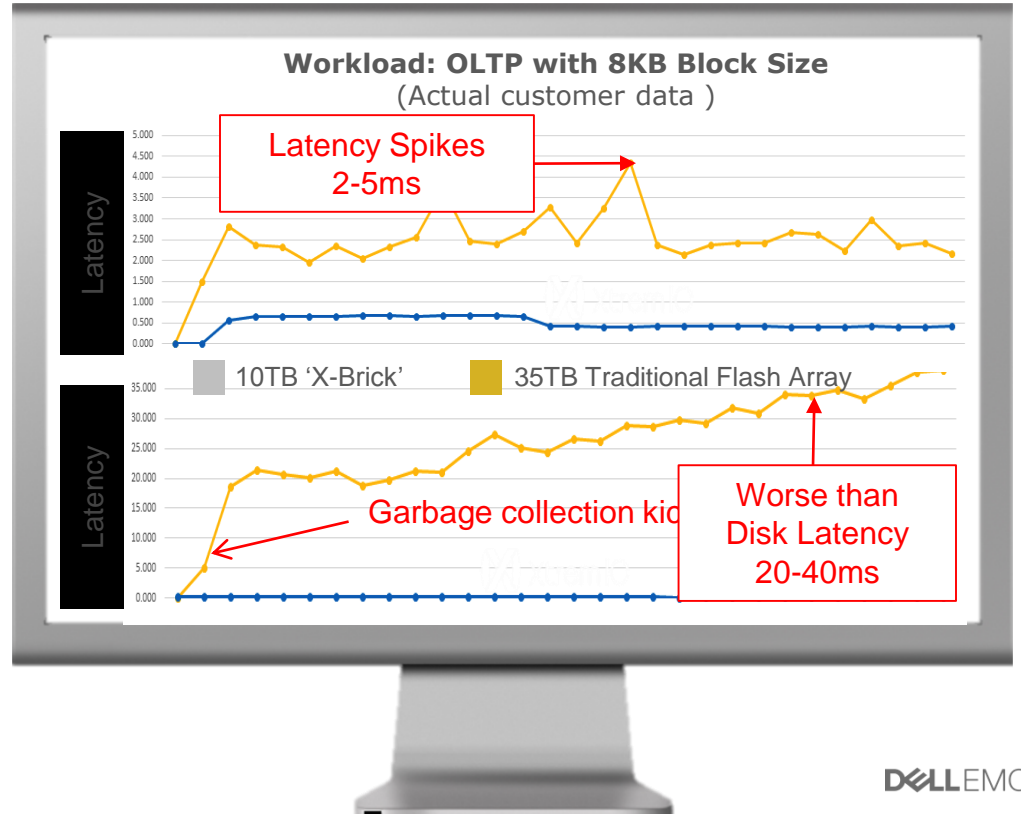 Workload: OLTP with 8KB Block Size
(Actual customer data )
Latency
5.000
4.500
4.000
3.500
3.000
2.500
2.000
1.500
1.000
0.500
0.000
Latency Spikes
2-5ms
10TB ‘X-Brick’
35TB Traditional Flash Array
Latency
35.000
30.000
25.000
20.000
15.000
10.000
5.000
0.000
Garbage collection
Worse than
Disk Latency
20-40ms
DELLEMC